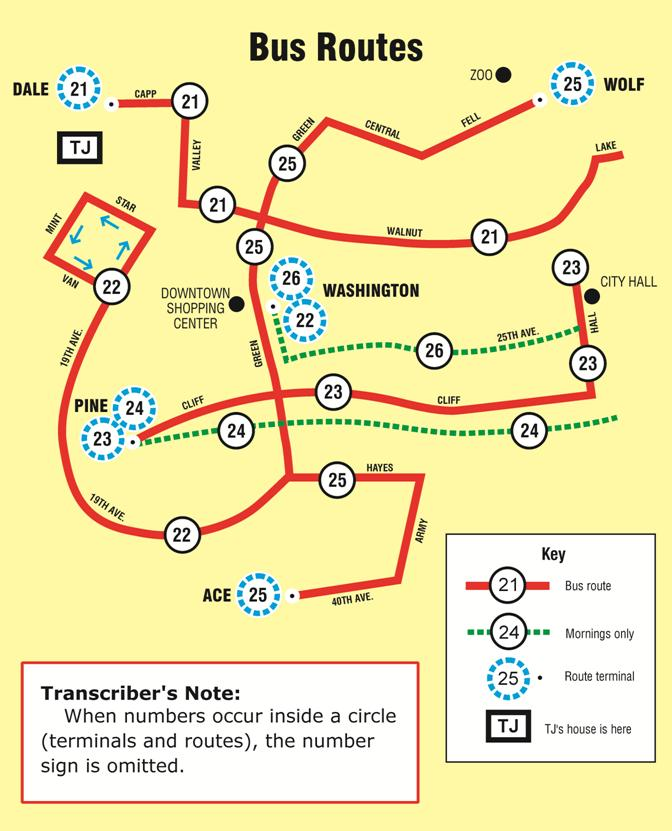 Bus Routes
ZOO
25
WOLF
DALE
21
CAPP
21
TJ
VALLEY
GREEN
CENTRAL
FELL
25
LAKE
STAR
MINT
21
WALNUT
21
25
VAN
22
26
WASHINGTON
22
23
CITY HALL
DOWNTOWN
SHOPPING
CENTER
HALL
19TH AVE.
GREEN
26
25TH AVE.
23
PINE
24
23
CLIFF
23
CLIFF
24
24
25
HAYES
19TH AVE.
22
ARMY
ACE
25
40TH AVE.
Key
21
Bus route
24
Mornings only
25
Route terminal
TJ
TJ's house is here
Transcriber's Note:
When numbers occur inside a circle
(terminals and routes), the number
sign is omitted.